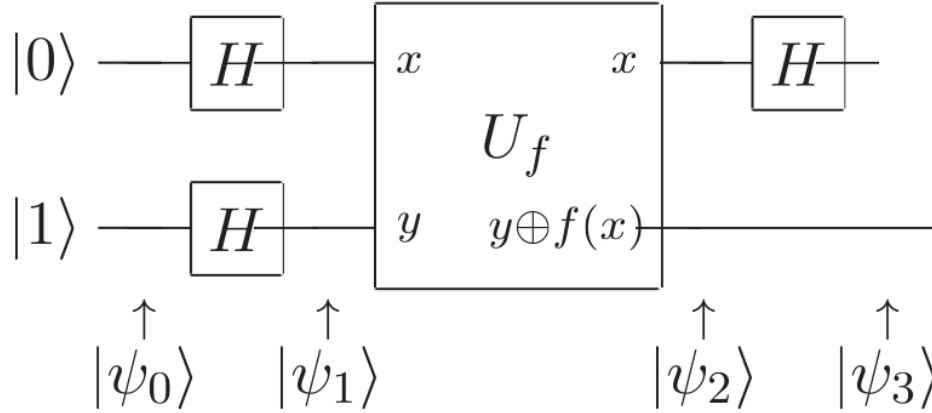 |0⟩ H x x H
U_f
|1⟩ H y y⊕f(x)
↑ ↑ ↑ ↑
|ψ₀⟩ |ψ₁⟩ |ψ₂⟩ |ψ₃⟩